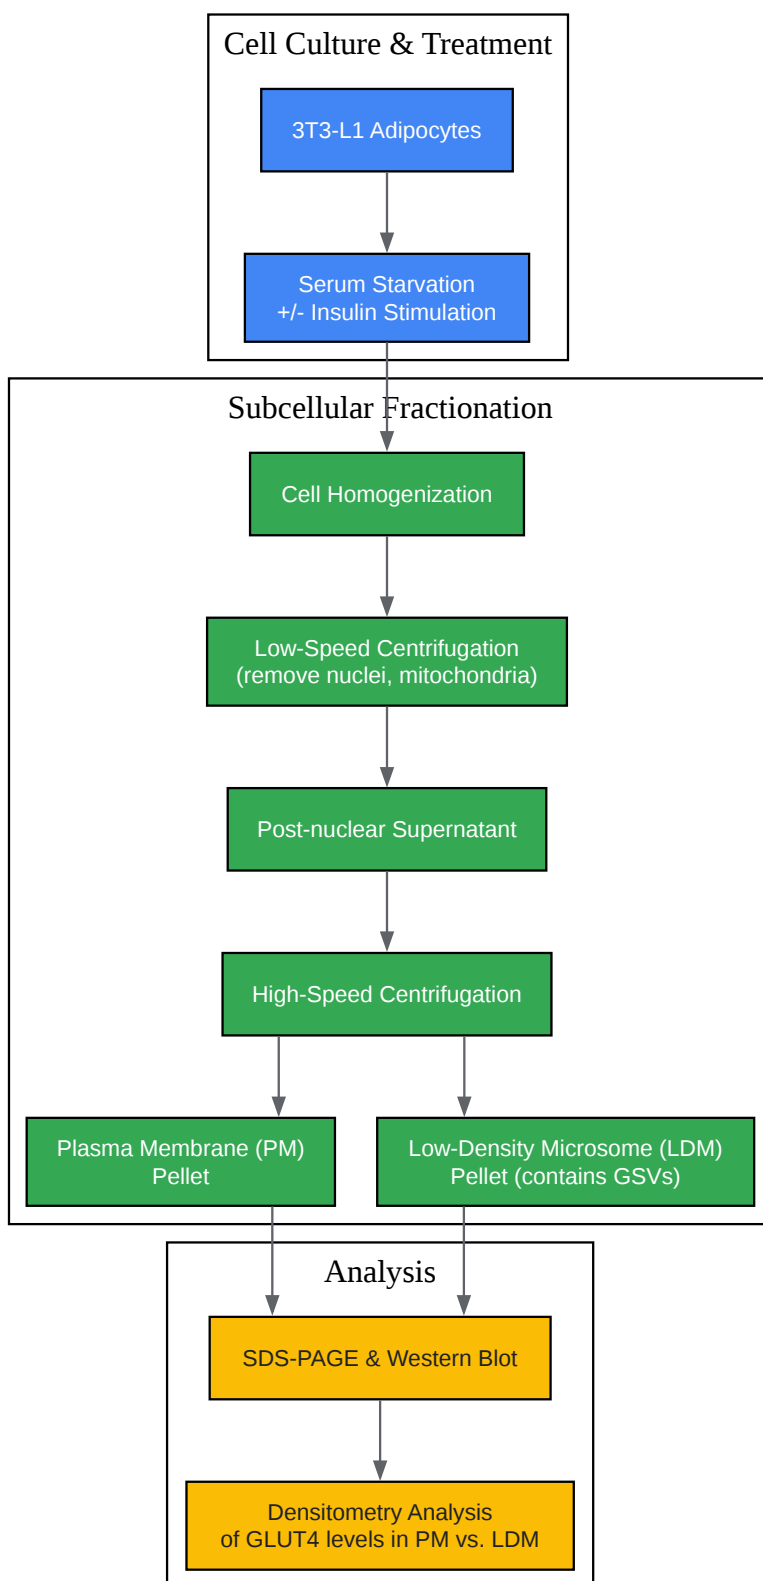 Cell Culture & Treatment
3T3-L1 Adipocytes
Serum Starvation
+/- Insulin Stimulation
Subcellular Fractionation
Cell Homogenization
Low-Speed Centrifugation
(remove nuclei, mitochondria)
Post-nuclear Supernatant
High-Speed Centrifugation
Plasma Membrane (PM)
Pellet
Low-Density Microsome (LDM)
Pellet (contains GSVs)
Analysis
SDS-PAGE & Western Blot
Densitometry Analysis
of GLUT4 levels in PM vs. LDM